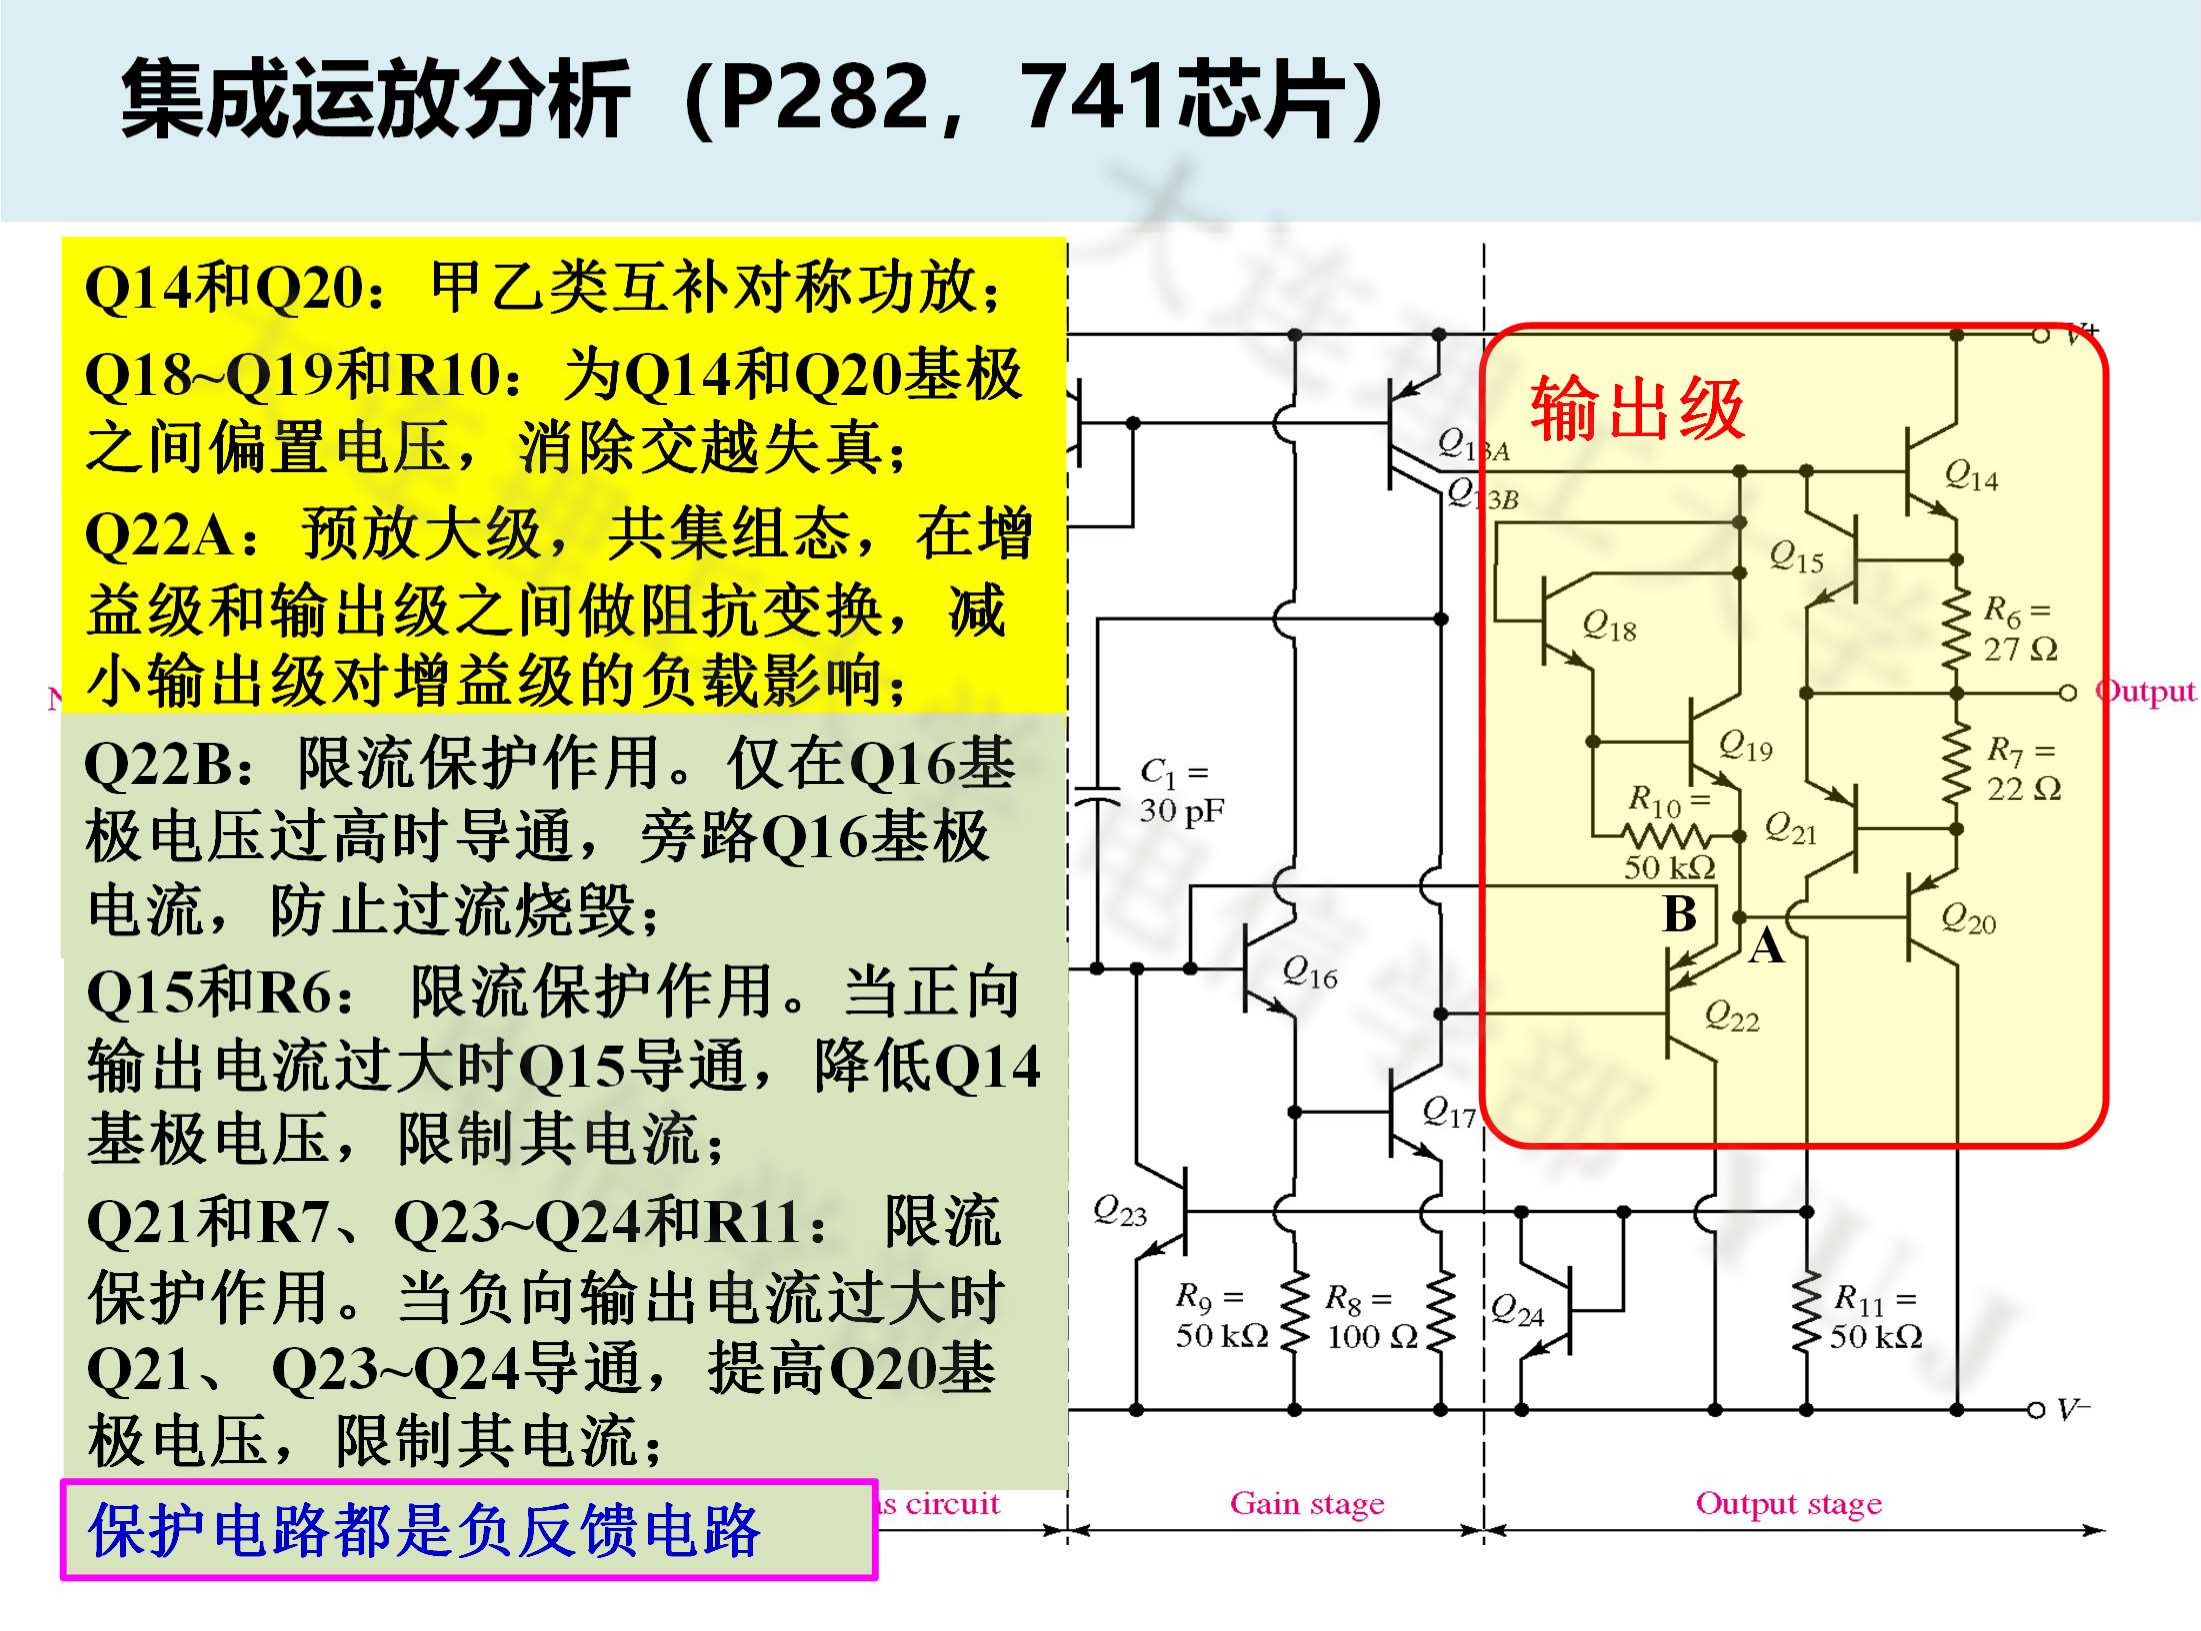 集成运放分析（P282，741芯片）
Q14和Q20：甲乙类互补对称功放；
Q18~Q19和R10：为Q14和Q20基极
之间偏置电压，消除交越失真；
Q22A：预放大级，共集组态，在增
益级和输出级之间做阻抗变换，减
小输出级对增益级的负载影响；
Q22B：限流保护作用。仅在Q16基
极电压过高时导通，旁路Q16基极
电流，防止过流烧毁；
Q15和R6： 限流保护作用。当正向
输出电流过大时Q15导通，降低Q14
基极电压，限制其电流；
Q21和R7、Q23~Q24和R11： 限流
保护作用。当负向输出电流过大时
Q21、 Q23~Q24导通，提高Q20基
极电压，限制其电流；
保护电路都是负反馈电路
输出级
V+
Q13A
Q13B
Q14
Q15
R6 =
27 Ω
Q18
Output
Q19
R7 =
22 Ω
C1 =
30 pF
R10 =
50 kΩ
Q21
B
A
Q20
Q16
Q22
Q17
Q23
R9 =
50 kΩ
R8 =
100 Ω
Q24
R11 =
50 kΩ
V−
circuit
Gain stage
Output stage
大连理工大学
电信学部 YUJ